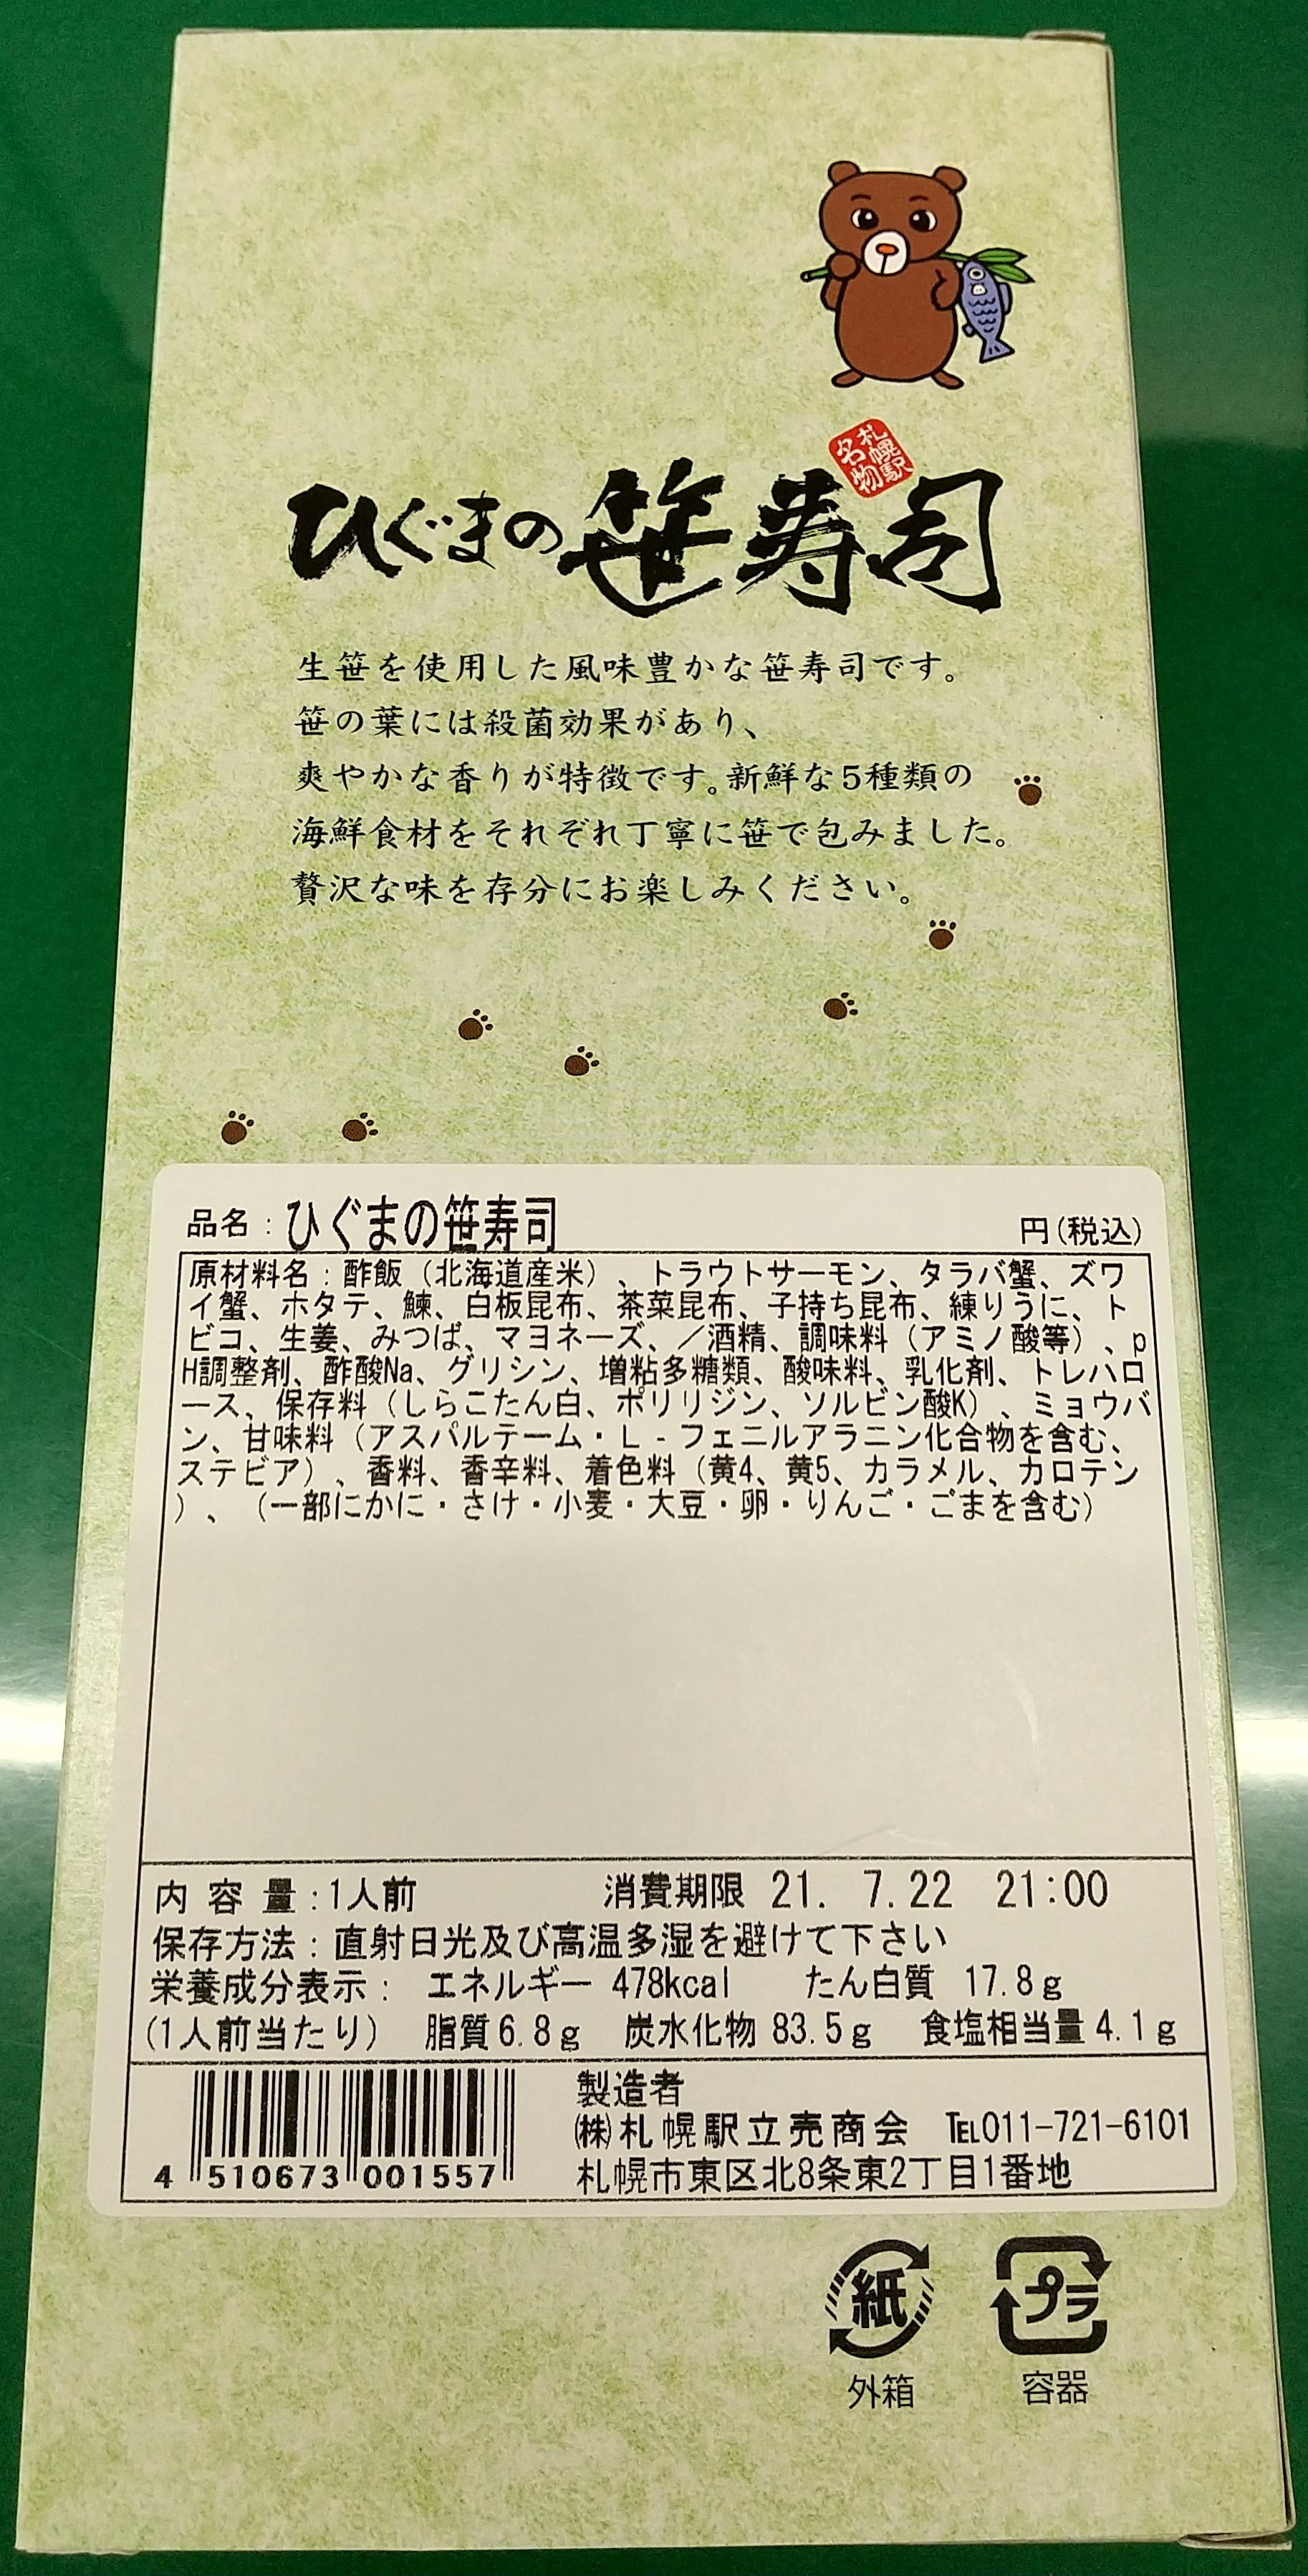 札幌駅
名物
ひぐまの笹寿司
生笹を使用した風味豊かな笹寿司です。
笹の葉には殺菌効果があり、
爽やかな香りが特徴です。新鮮な5種類の
海鮮食材をそれぞれ丁寧に笹で包みました。
贅沢な味を存分にお楽しみください。
品名:ひぐまの笹寿司 円(税込)
原材料名:酢飯（北海道産米）、トラウトサーモン、タラバ蟹、ズワ
イ蟹、ホタテ、鰊、白板昆布、茶菜昆布、子持ち昆布、練りうに、ト
ビコ、生姜、みつば、マヨネーズ、／酒精、調味料（アミノ酸等）、p
H調整剤、酢酸Na、グリシン、増粘多糖類、酸味料、乳化剤、トレハロ
ース、保存料（しらこたん白、ポリリジン、ソルビン酸K）、ミョウバ
ン、甘味料（アスパルテーム・L-フェニルアラニン化合物を含む、
ステビア）、香料、香辛料、着色料（黄4、黄5、カラメル、カロテン
）、（一部にかに・さけ・小麦・大豆・卵・りんご・ごまを含む）
内容量:1人前 消費期限 21. 7.22 21:00
保存方法:直射日光及び高温多湿を避けて下さい
栄養成分表示: エネルギー 478kcal たん白質 17.8g
(1人前当たり) 脂質6.8g 炭水化物 83.5g 食塩相当量4.1g
製造者
㈱札幌駅立売商会 TEL011-721-6101
札幌市東区北8条東2丁目1番地
4 510673 001557
紙 プラ
外箱 容器